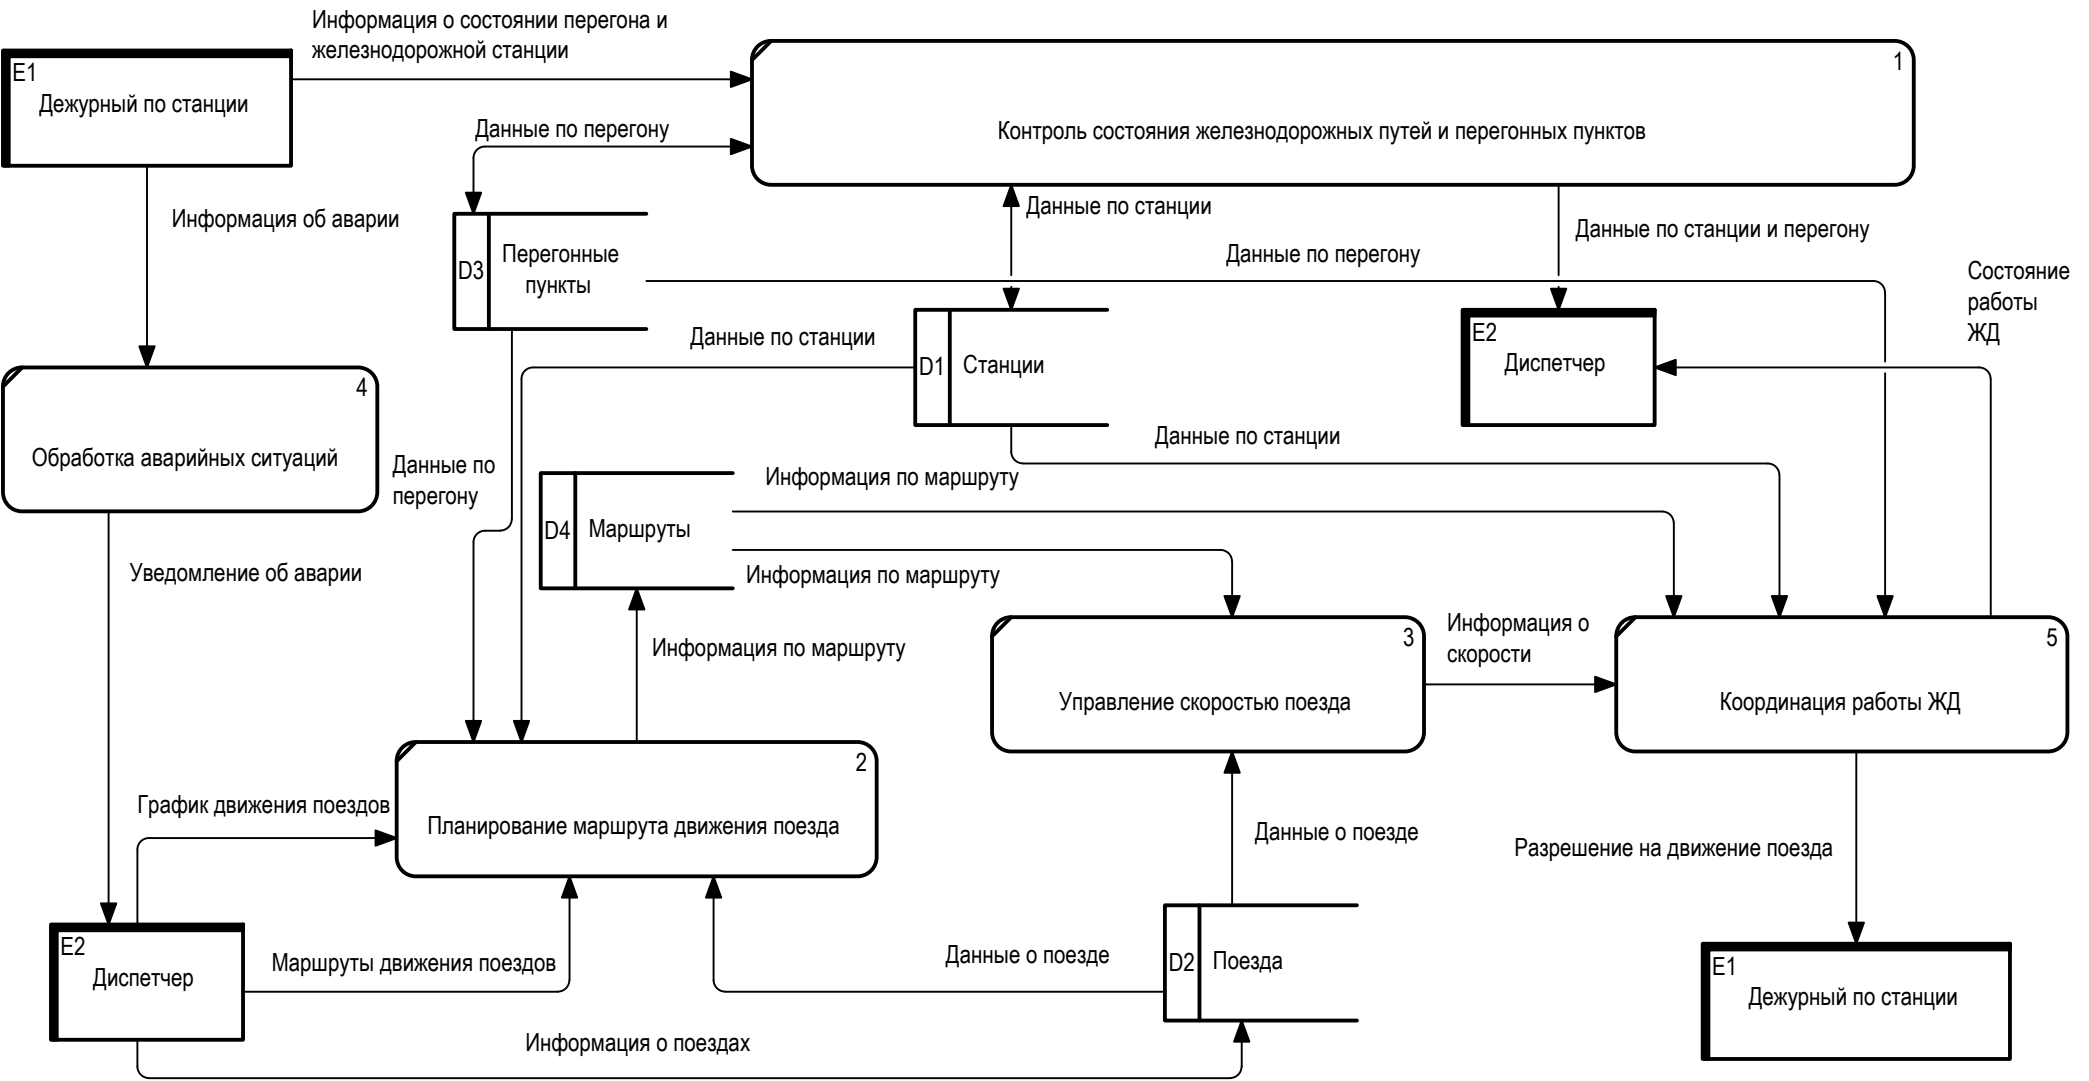 Информация о состоянии перегона и
железнодорожной станции
E1
Дежурный по станции
1
Контроль состояния железнодорожных путей и перегонных пунктов
Данные по перегону
Информация об аварии
Данные по станции
Данные по станции и перегону
D3
Перегонные
пункты
Данные по перегону
Состояние
работы
ЖД
Данные по станции
D1
Станции
E2
Диспетчер
4
Обработка аварийных ситуаций
Данные по
перегону
Данные по станции
Информация по маршруту
D4
Маршруты
Уведомление об аварии
Информация по маршруту
Информация по маршруту
3
Управление скоростью поезда
Информация о
скорости
5
Координация работы ЖД
График движения поездов
2
Планирование маршрута движения поезда
Данные о поезде
Разрешение на движение поезда
E2
Диспетчер
Маршруты движения поездов
Данные о поезде
D2
Поезда
E1
Дежурный по станции
Информация о поездах